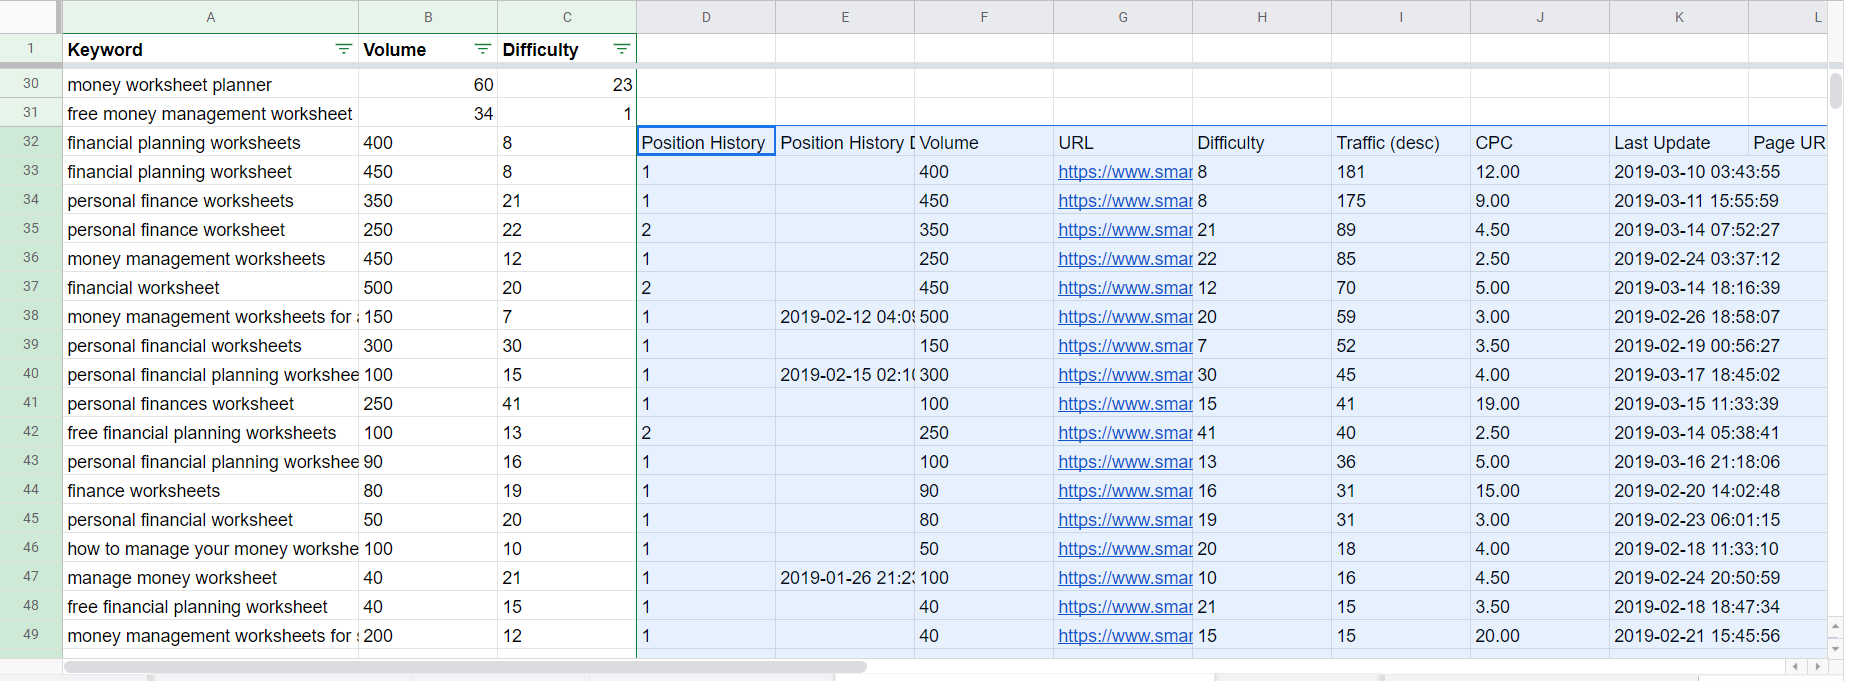 A B C D E F G H I J K L
1 Keyword Volume Difficulty
30 money worksheet planner 60 23
31 free money management worksheet 34 1
32 financial planning worksheets 400 8 Position History Position History D Volume URL Difficulty Traffic (desc) CPC Last Update Page UR
33 financial planning worksheet 450 8 1 400 https://www.smar 8 181 12.00 2019-03-10 03:43:55
34 personal finance worksheets 350 21 1 450 https://www.smar 8 175 9.00 2019-03-11 15:55:59
35 personal finance worksheet 250 22 2 350 https://www.smar 21 89 4.50 2019-03-14 07:52:27
36 money management worksheets 450 12 1 250 https://www.smar 22 85 2.50 2019-02-24 03:37:12
37 financial worksheet 500 20 2 450 https://www.smar 12 70 5.00 2019-03-14 18:16:39
38 money management worksheets for a 150 7 1 2019-02-12 04:09 500 https://www.smar 20 59 3.00 2019-02-26 18:58:07
39 personal financial worksheets 300 30 1 150 https://www.smar 7 52 3.50 2019-02-19 00:56:27
40 personal financial planning workshee 100 15 1 2019-02-15 02:10 300 https://www.smar 30 45 4.00 2019-03-17 18:45:02
41 personal finances worksheet 250 41 1 100 https://www.smar 15 41 19.00 2019-03-15 11:33:39
42 free financial planning worksheets 100 13 2 250 https://www.smar 41 40 2.50 2019-03-14 05:38:41
43 personal financial planning workshee 90 16 1 100 https://www.smar 13 36 5.00 2019-03-16 21:18:06
44 finance worksheets 80 19 1 90 https://www.smar 16 31 15.00 2019-02-20 14:02:48
45 personal financial worksheet 50 20 1 80 https://www.smar 19 31 3.00 2019-02-23 06:01:15
46 how to manage your money workshe 100 10 1 50 https://www.smar 20 18 4.00 2019-02-18 11:33:10
47 manage money worksheet 40 21 1 2019-01-26 21:23 100 https://www.smar 10 16 4.50 2019-02-24 20:50:59
48 free financial planning worksheet 40 15 1 40 https://www.smar 21 15 3.50 2019-02-18 18:47:34
49 money management worksheets for s 200 12 1 40 https://www.smar 15 15 20.00 2019-02-21 15:45:56